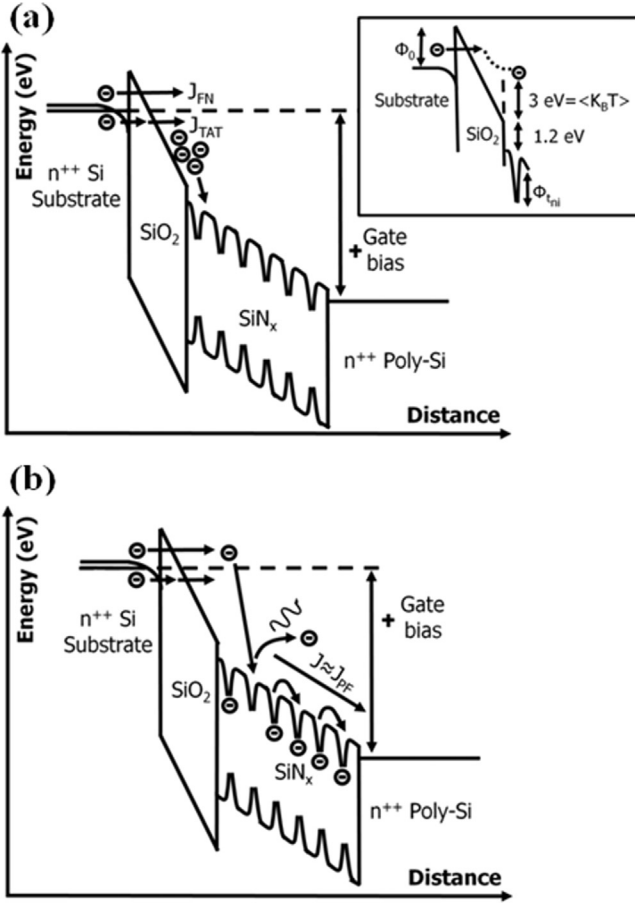 (a)
Energy (eV)
J_FN
J_TAT
n⁺⁺ Si
Substrate
SiO₂
SiNₓ
+ Gate
bias
n⁺⁺ Poly-Si
Distance
Φ₀
Substrate
SiO₂
3 eV=<K_BT>
1.2 eV
Φ_t_ni
(b)
Energy (eV)
n⁺⁺ Si
Substrate
SiO₂
J≈J_PF
SiNₓ
+ Gate
bias
n⁺⁺ Poly-Si
Distance